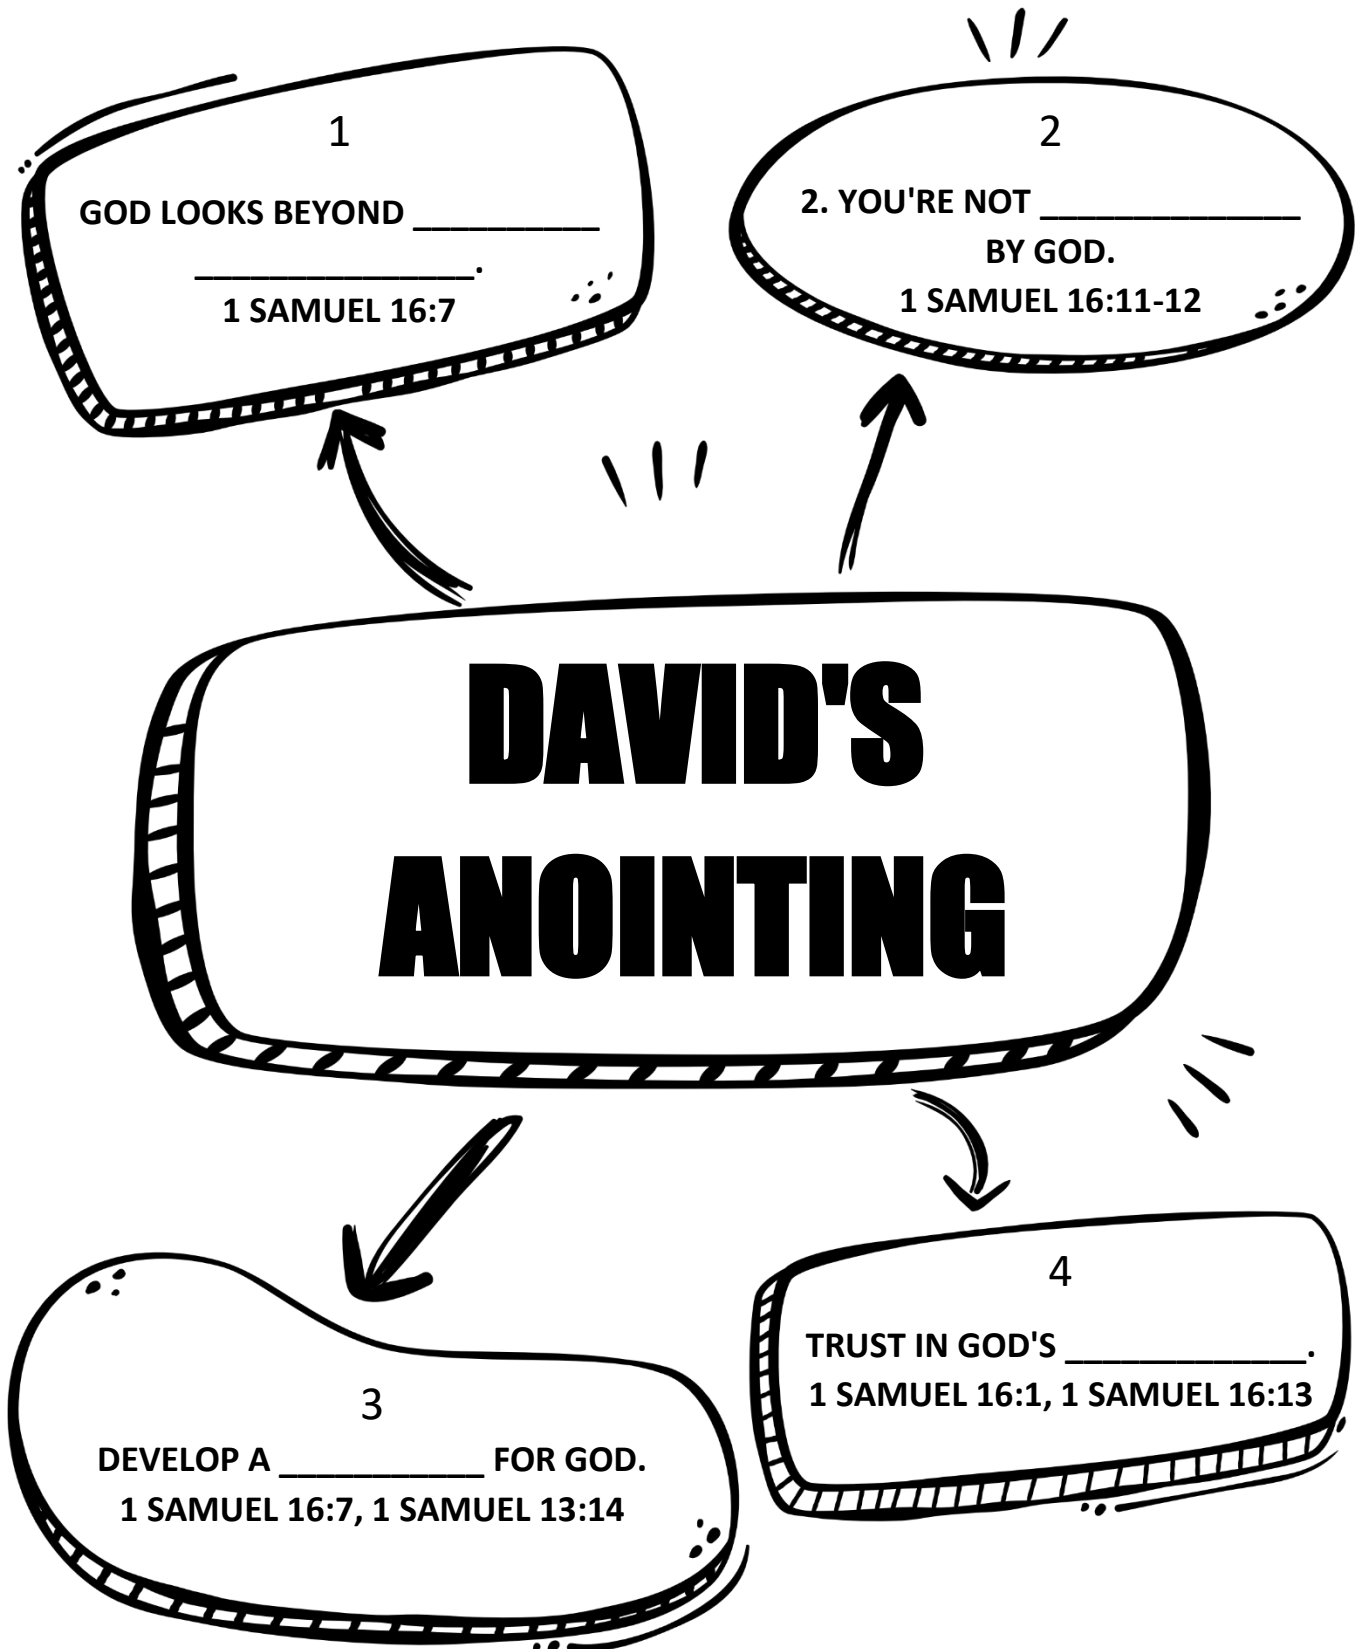 1
GOD LOOKS BEYOND __________
_______________.
1 SAMUEL 16:7
2
2. YOU'RE NOT ______________
BY GOD.
1 SAMUEL 16:11-12
DAVID'S
ANOINTING
3
DEVELOP A ___________ FOR GOD.
1 SAMUEL 16:7, 1 SAMUEL 13:14
4
TRUST IN GOD'S _____________.
1 SAMUEL 16:1, 1 SAMUEL 16:13